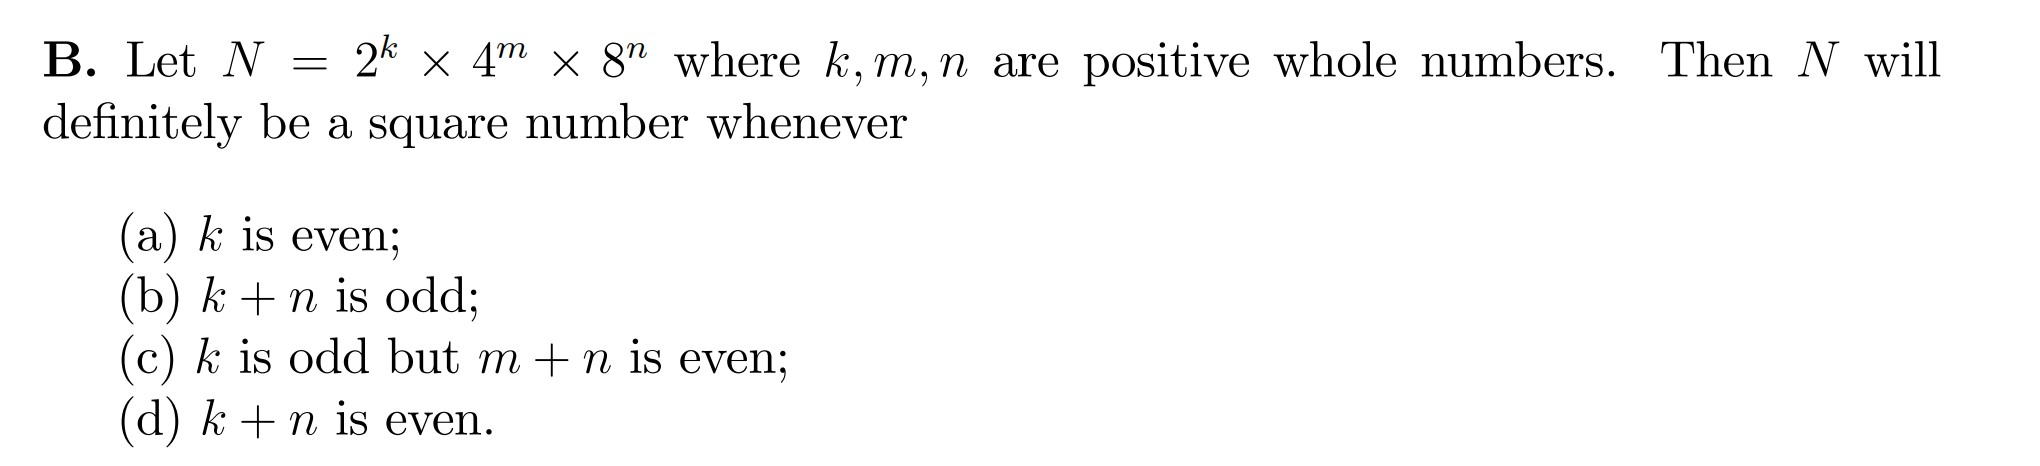 B. Let N = 2^k × 4^m × 8^n where k, m, n are positive whole numbers. Then N will
definitely be a square number whenever
(a) k is even;
(b) k + n is odd;
(c) k is odd but m + n is even;
(d) k + n is even.